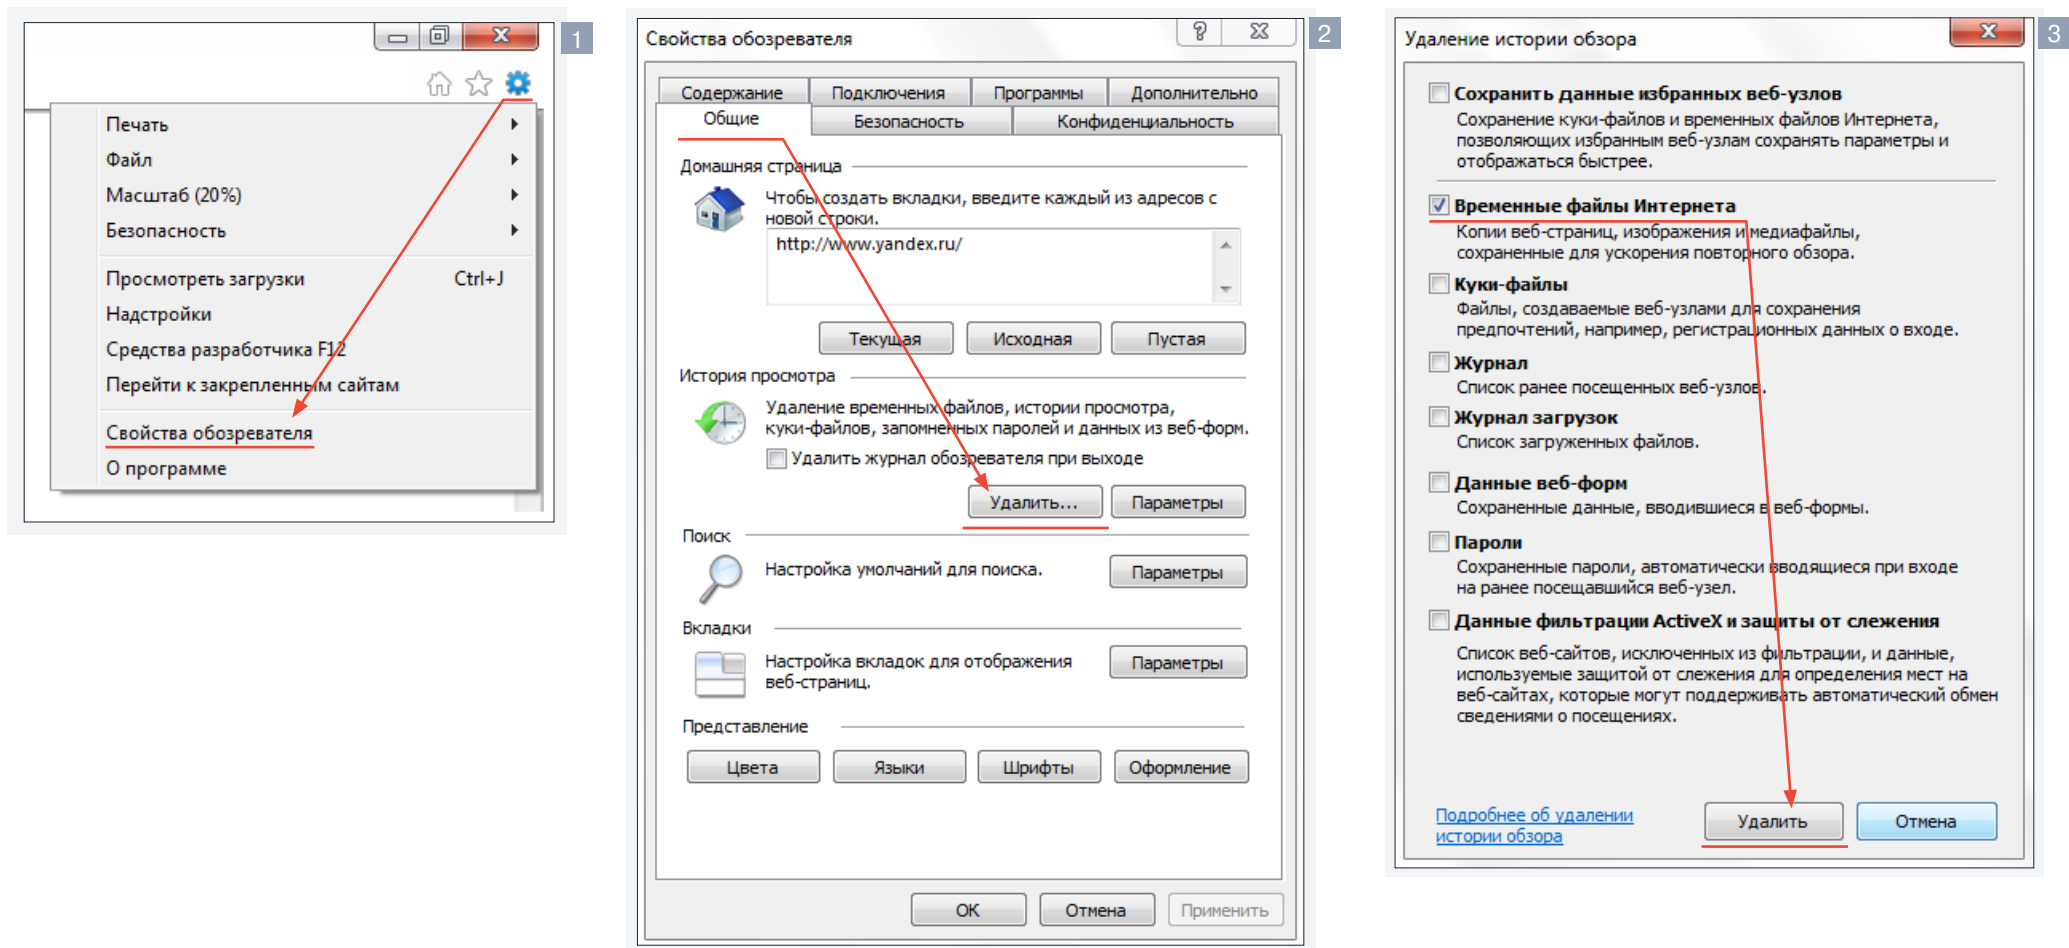 1
Печать
Файл
Масштаб (20%)
Безопасность
Просмотреть загрузки Ctrl+J
Надстройки
Средства разработчика F12
Перейти к закрепленным сайтам
Свойства обозревателя
О программе
2
Свойства обозревателя
Содержание Подключения Программы Дополнительно
Общие Безопасность Конфиденциальность
Домашняя страница
Чтобы создать вкладки, введите каждый из адресов с
новой строки.
http://www.yandex.ru/
Текущая Исходная Пустая
История просмотра
Удаление временных файлов, истории просмотра,
куки-файлов, запомненных паролей и данных из веб-форм.
Удалить журнал обозревателя при выходе
Удалить... Параметры
Поиск
Настройка умолчаний для поиска. Параметры
Вкладки
Настройка вкладок для отображения
веб-страниц.
Параметры
Представление
Цвета Языки Шрифты Оформление
ОК Отмена Применить
3
Удаление истории обзора
Сохранить данные избранных веб-узлов
Сохранение куки-файлов и временных файлов Интернета,
позволяющих избранным веб-узлам сохранять параметры и
отображаться быстрее.
Временные файлы Интернета
Копии веб-страниц, изображения и медиафайлы,
сохраненные для ускорения повторного обзора.
Куки-файлы
Файлы, создаваемые веб-узлами для сохранения
предпочтений, например, регистрационных данных о входе.
Журнал
Список ранее посещенных веб-узлов.
Журнал загрузок
Список загруженных файлов.
Данные веб-форм
Сохраненные данные, вводившиеся в веб-формы.
Пароли
Сохраненные пароли, автоматически вводящиеся при входе
на ранее посещавшийся веб-узел.
Данные фильтрации ActiveX и защиты от слежения
Список веб-сайтов, исключенных из фильтрации, и данные,
используемые защитой от слежения для определения мест на
веб-сайтах, которые могут поддерживать автоматический обмен
сведениями о посещениях.
Подробнее об удалении
истории обзора
Удалить Отмена